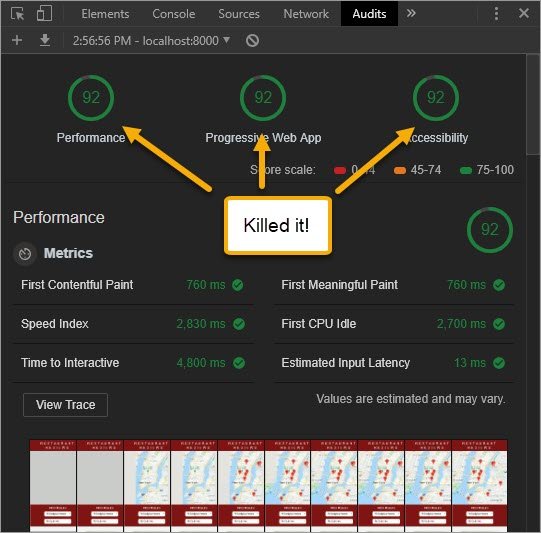 Performance
Elements
Console
Sources
Network
Audits
»
2:56:56 PM - localhost:8000
92
92
92
Performance
Progressive Web App
Accessibility
Score scale:
0-44
45-74
75-100
Killed it!
Performance
92
Metrics
First Contentful Paint
760 ms
First Meaningful Paint
760 ms
Speed Index
2,830 ms
First CPU Idle
2,700 ms
Time to Interactive
4,800 ms
Estimated Input Latency
13 ms
View Trace
Values are estimated and may vary.